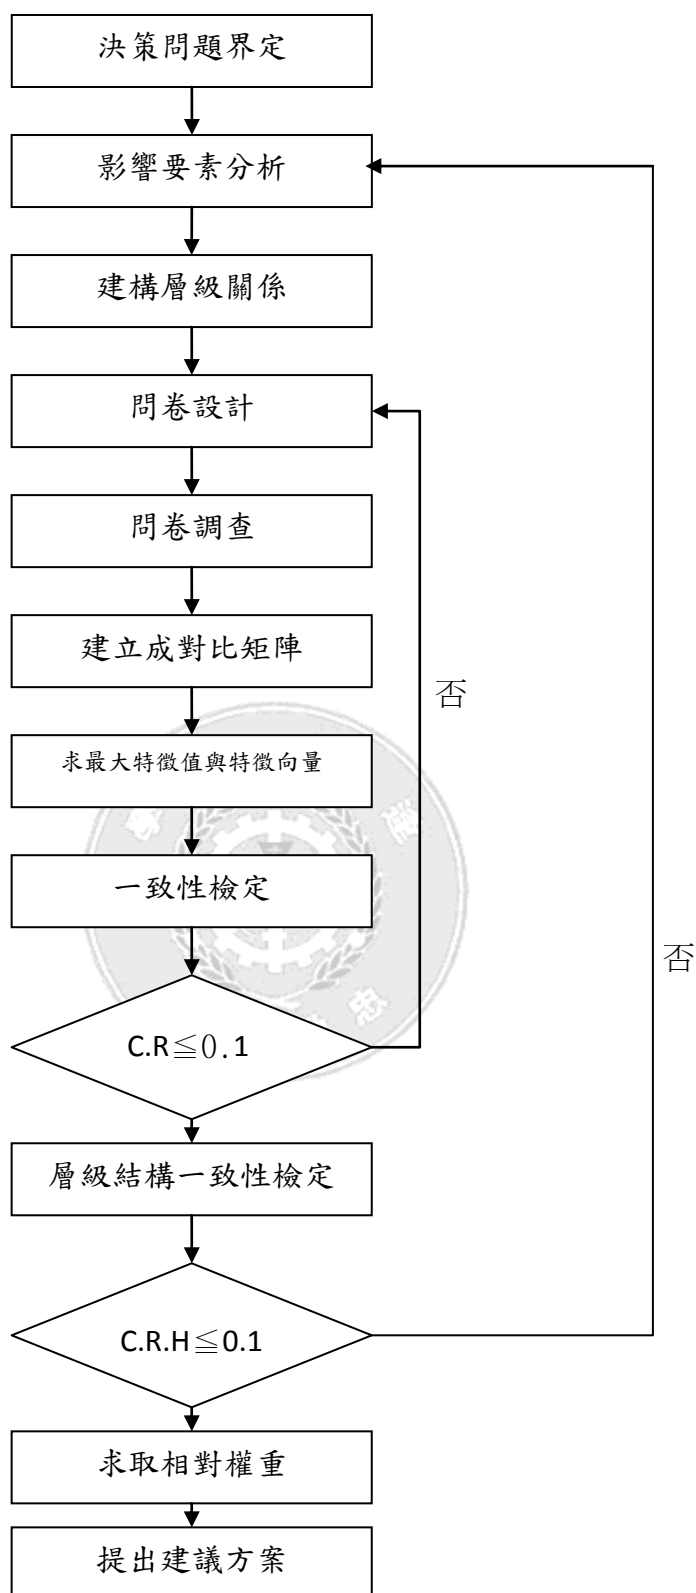 決策問題界定
影響要素分析
建構層級關係
問卷設計
問卷調查
建立成對比矩陣
否
求最大特徵值與特徵向量
一致性檢定
否
C.R≦0.1
層級結構一致性檢定
C.R.H≦0.1
求取相對權重
提出建議方案